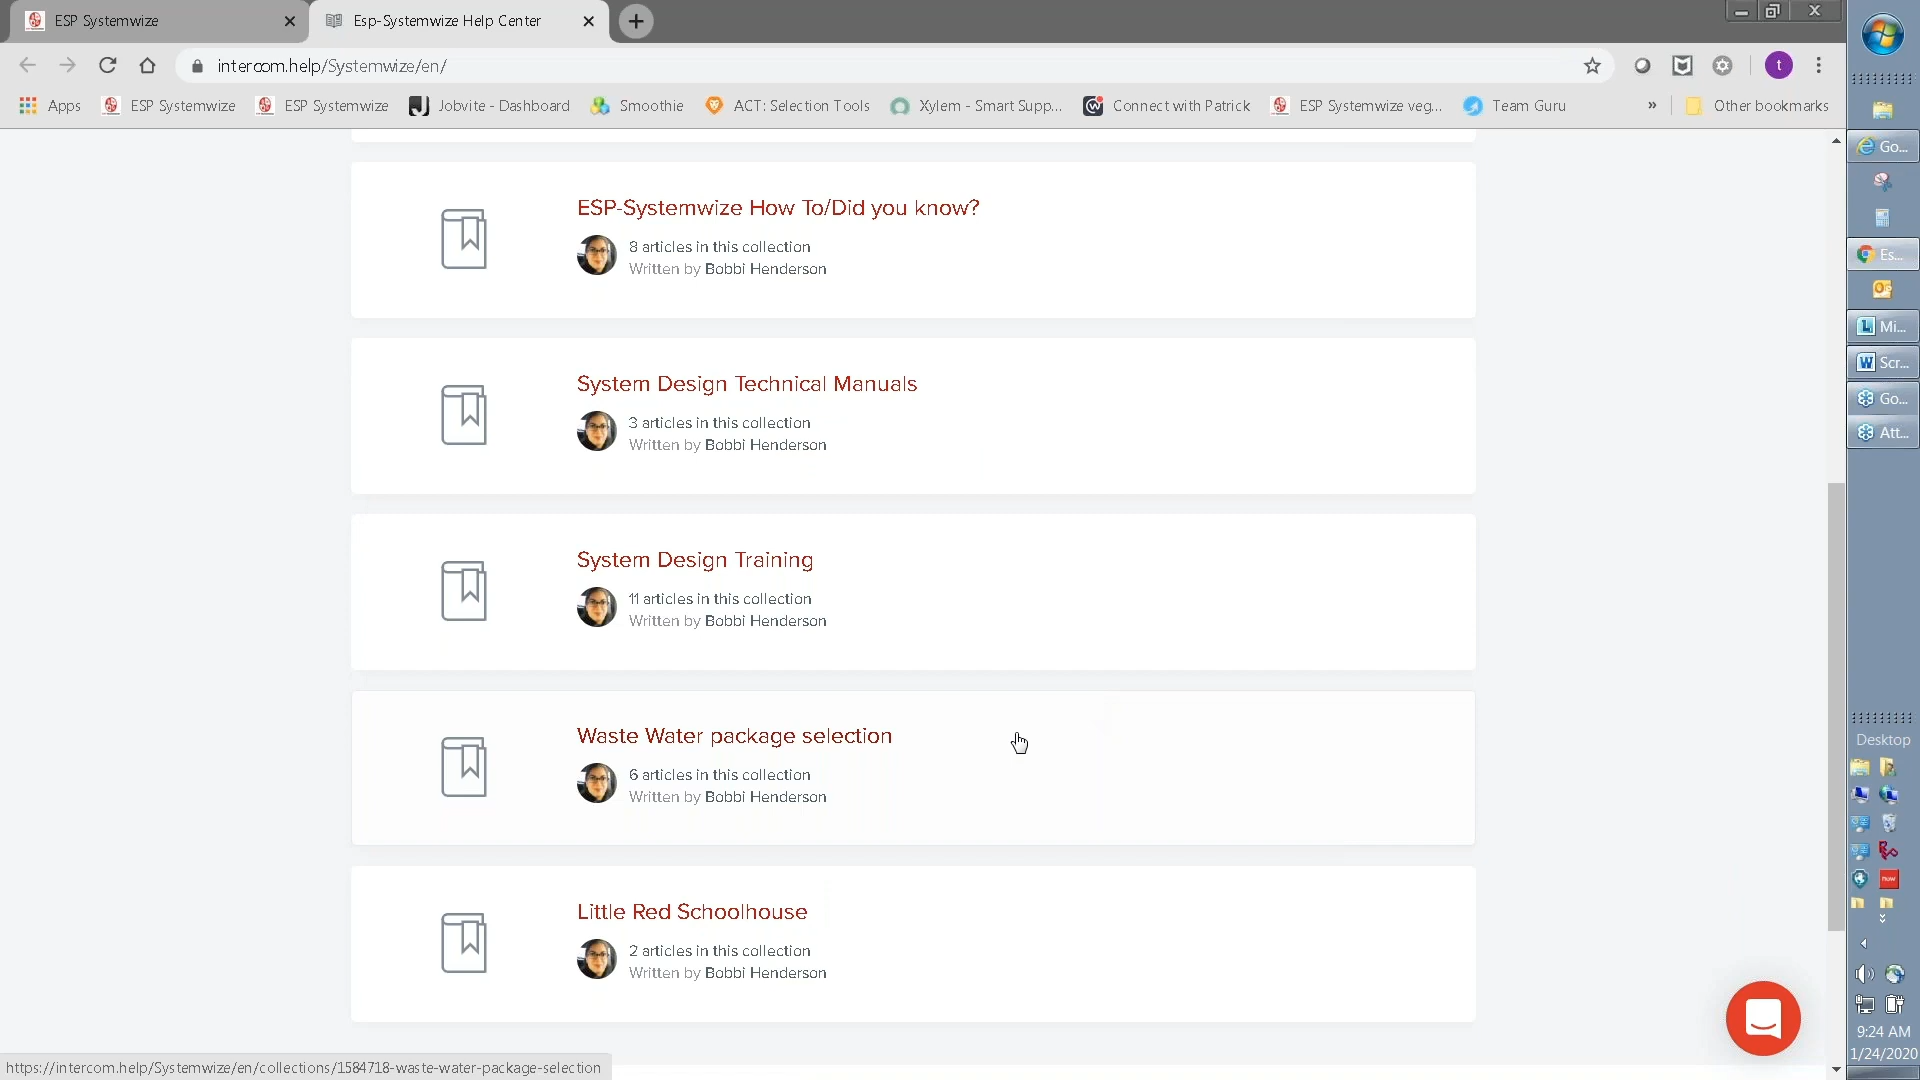 ESP Systemwize
Esp-Systemwize Help Center
intercom.help/Systemwize/en/
t
Apps
ESP Systemwize
ESP Systemwize
Jobvite - Dashboard
Smoothie
ACT: Selection Tools
Xylem - Smart Supp...
Connect with Patrick
ESP Systemwize veg...
Team Guru
»
Other bookmarks
ESP-Systemwize How To/Did you know?
8 articles in this collection
Written by Bobbi Henderson
System Design Technical Manuals
3 articles in this collection
Written by Bobbi Henderson
System Design Training
11 articles in this collection
Written by Bobbi Henderson
Waste Water package selection
6 articles in this collection
Written by Bobbi Henderson
Little Red Schoolhouse
2 articles in this collection
Written by Bobbi Henderson
https://intercom.help/Systemwize/en/collections/1584718-waste-water-package-selection
Go...
Es...
Mi...
Scr...
Go...
Att...
Desktop
now
9:24 AM
1/24/2020